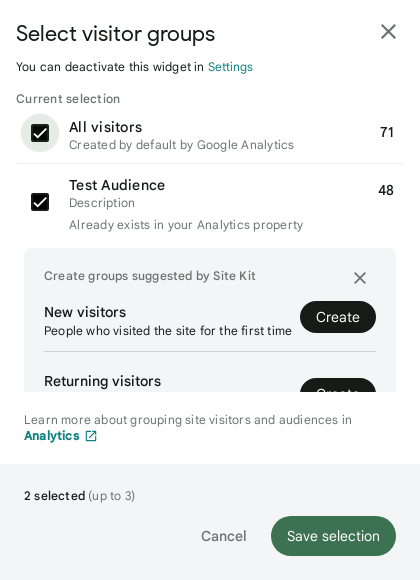 Select visitor groups
You can deactivate this widget in Settings
Current selection
All visitors
71
Created by default by Google Analytics
Test Audience
48
Description
Already exists in your Analytics property
Create groups suggested by Site Kit
New visitors
People who visited the site for the first time
Create
Returning visitors
Create
Learn more about grouping site visitors and audiences in
Analytics
2 selected (up to 3)
Cancel
Save selection